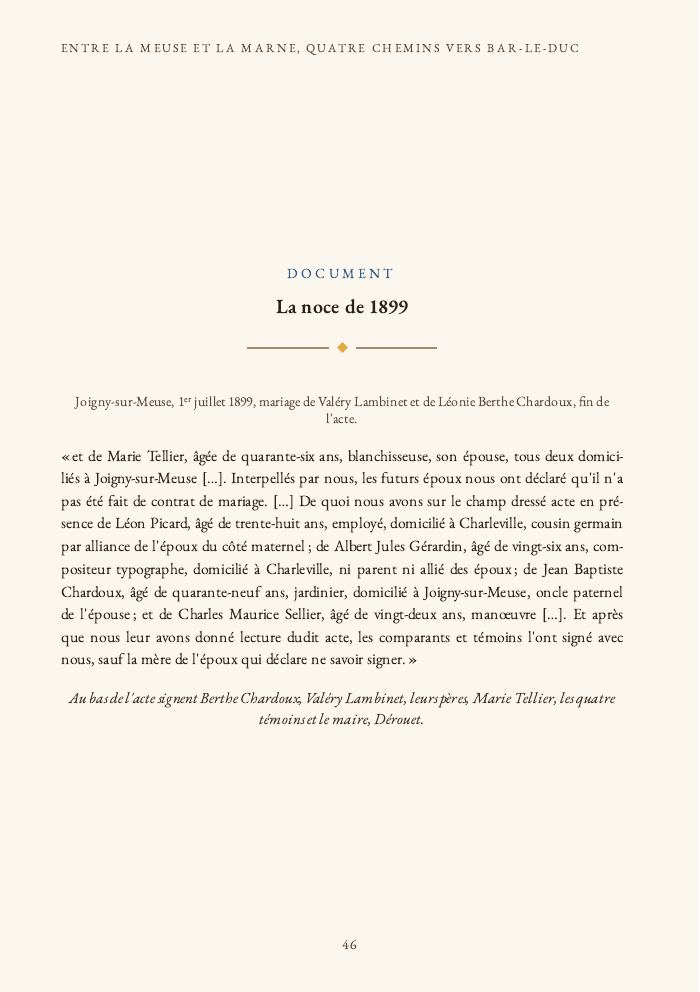 ENTRE LA MEUSE ET LA MARNE, QUATRE CHEMINS VERS BAR-LE-DUC
DOCUMENT
La noce de 1899
Joigny-sur-Meuse, 1er juillet 1899, mariage de Valéry Lambinet et de Léonie Berthe Chardoux, fin de
l'acte.
« et de Marie Tellier, âgée de quarante-six ans, blanchisseuse, son épouse, tous deux domici-
liés à Joigny-sur-Meuse [...]. Interpellés par nous, les futurs époux nous ont déclaré qu'il n'a
pas été fait de contrat de mariage. [...] De quoi nous avons sur le champ dressé acte en pré-
sence de Léon Picard, âgé de trente-huit ans, employé, domicilié à Charleville, cousin germain
par alliance de l'époux du côté maternel ; de Albert Jules Gérardin, âgé de vingt-six ans, com-
positeur typographe, domicilié à Charleville, ni parent ni allié des époux ; de Jean Baptiste
Chardoux, âgé de quarante-neuf ans, jardinier, domicilié à Joigny-sur-Meuse, oncle paternel
de l'épouse ; et de Charles Maurice Sellier, âgé de vingt-deux ans, manœuvre [...]. Et après
que nous leur avons donné lecture dudit acte, les comparants et témoins l'ont signé avec
nous, sauf la mère de l'époux qui déclare ne savoir signer. »
Au bas de l'acte signent Berthe Chardoux, Valéry Lambinet, leurs pères, Marie Tellier, les quatre
témoins et le maire, Dérouet.
46